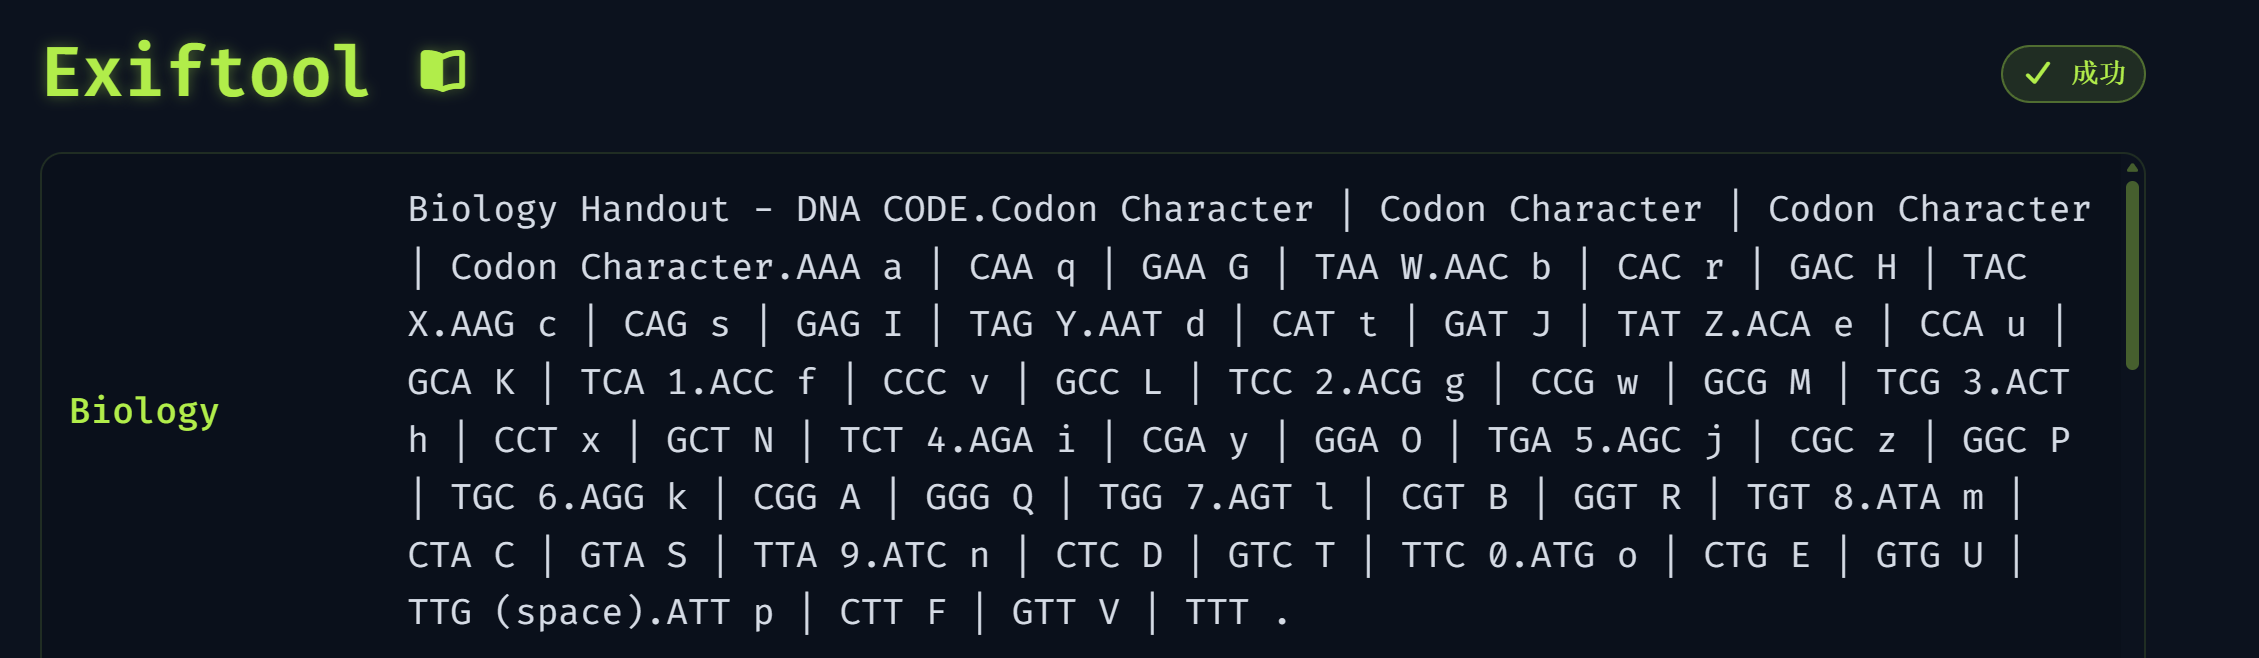 Exiftool
成功
Biology
Biology Handout - DNA CODE.Codon Character | Codon Character | Codon Character
| Codon Character.AAA a | CAA q | GAA G | TAA W.AAC b | CAC r | GAC H | TAC
X.AAG c | CAG s | GAG I | TAG Y.AAT d | CAT t | GAT J | TAT Z.ACA e | CCA u |
GCA K | TCA 1.ACC f | CCC v | GCC L | TCC 2.ACG g | CCG w | GCG M | TCG 3.ACT
h | CCT x | GCT N | TCT 4.AGA i | CGA y | GGA O | TGA 5.AGC j | CGC z | GGC P
| TGC 6.AGG k | CGG A | GGG Q | TGG 7.AGT l | CGT B | GGT R | TGT 8.ATA m |
CTA C | GTA S | TTA 9.ATC n | CTC D | GTC T | TTC 0.ATG o | CTG E | GTG U |
TTG (space).ATT p | CTT F | GTT V | TTT .